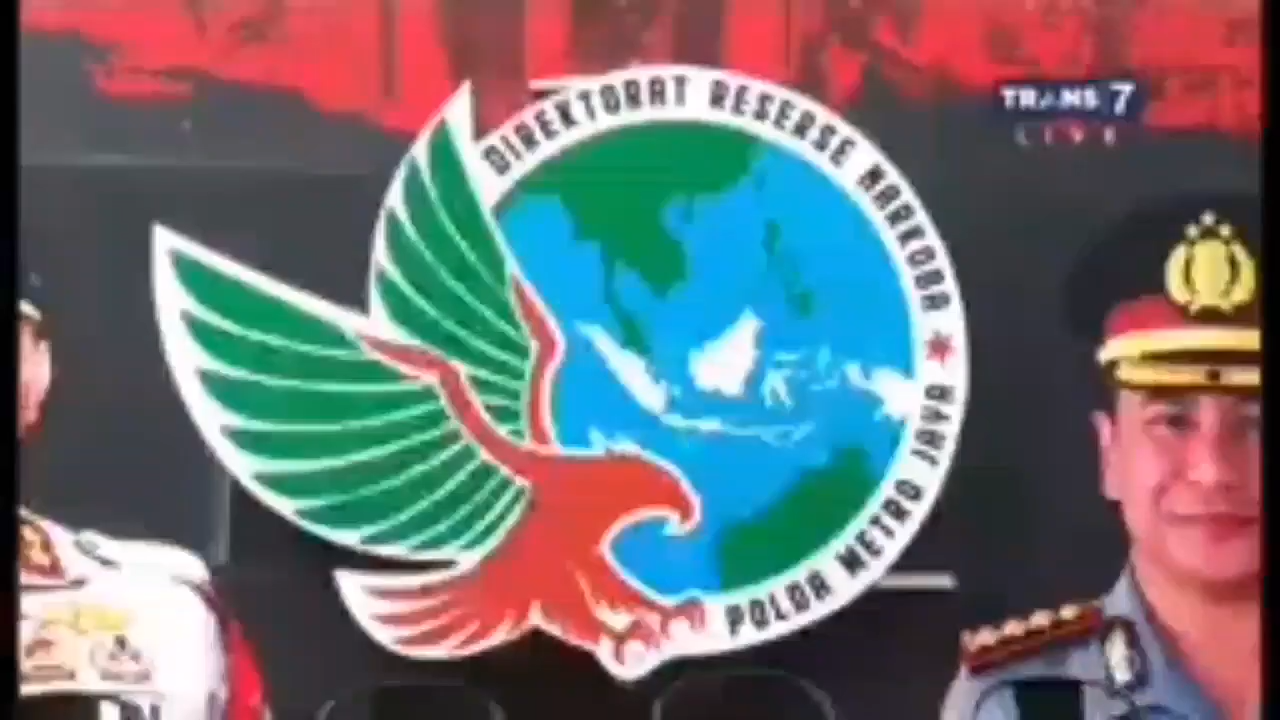 DIREKTORAT RESERSE NARKOBA
POLDA METRO JAYA
TRANS 7
LIVE